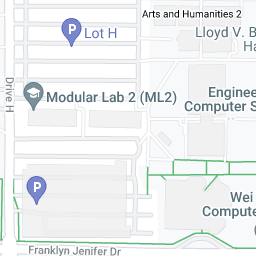 Arts and Humanities 2
Lot H
Lloyd V. B
Ha
Drive H
Modular Lab 2 (ML2)
Enginee
Computer S
P
Wei
Compute
Franklyn Jenifer Dr